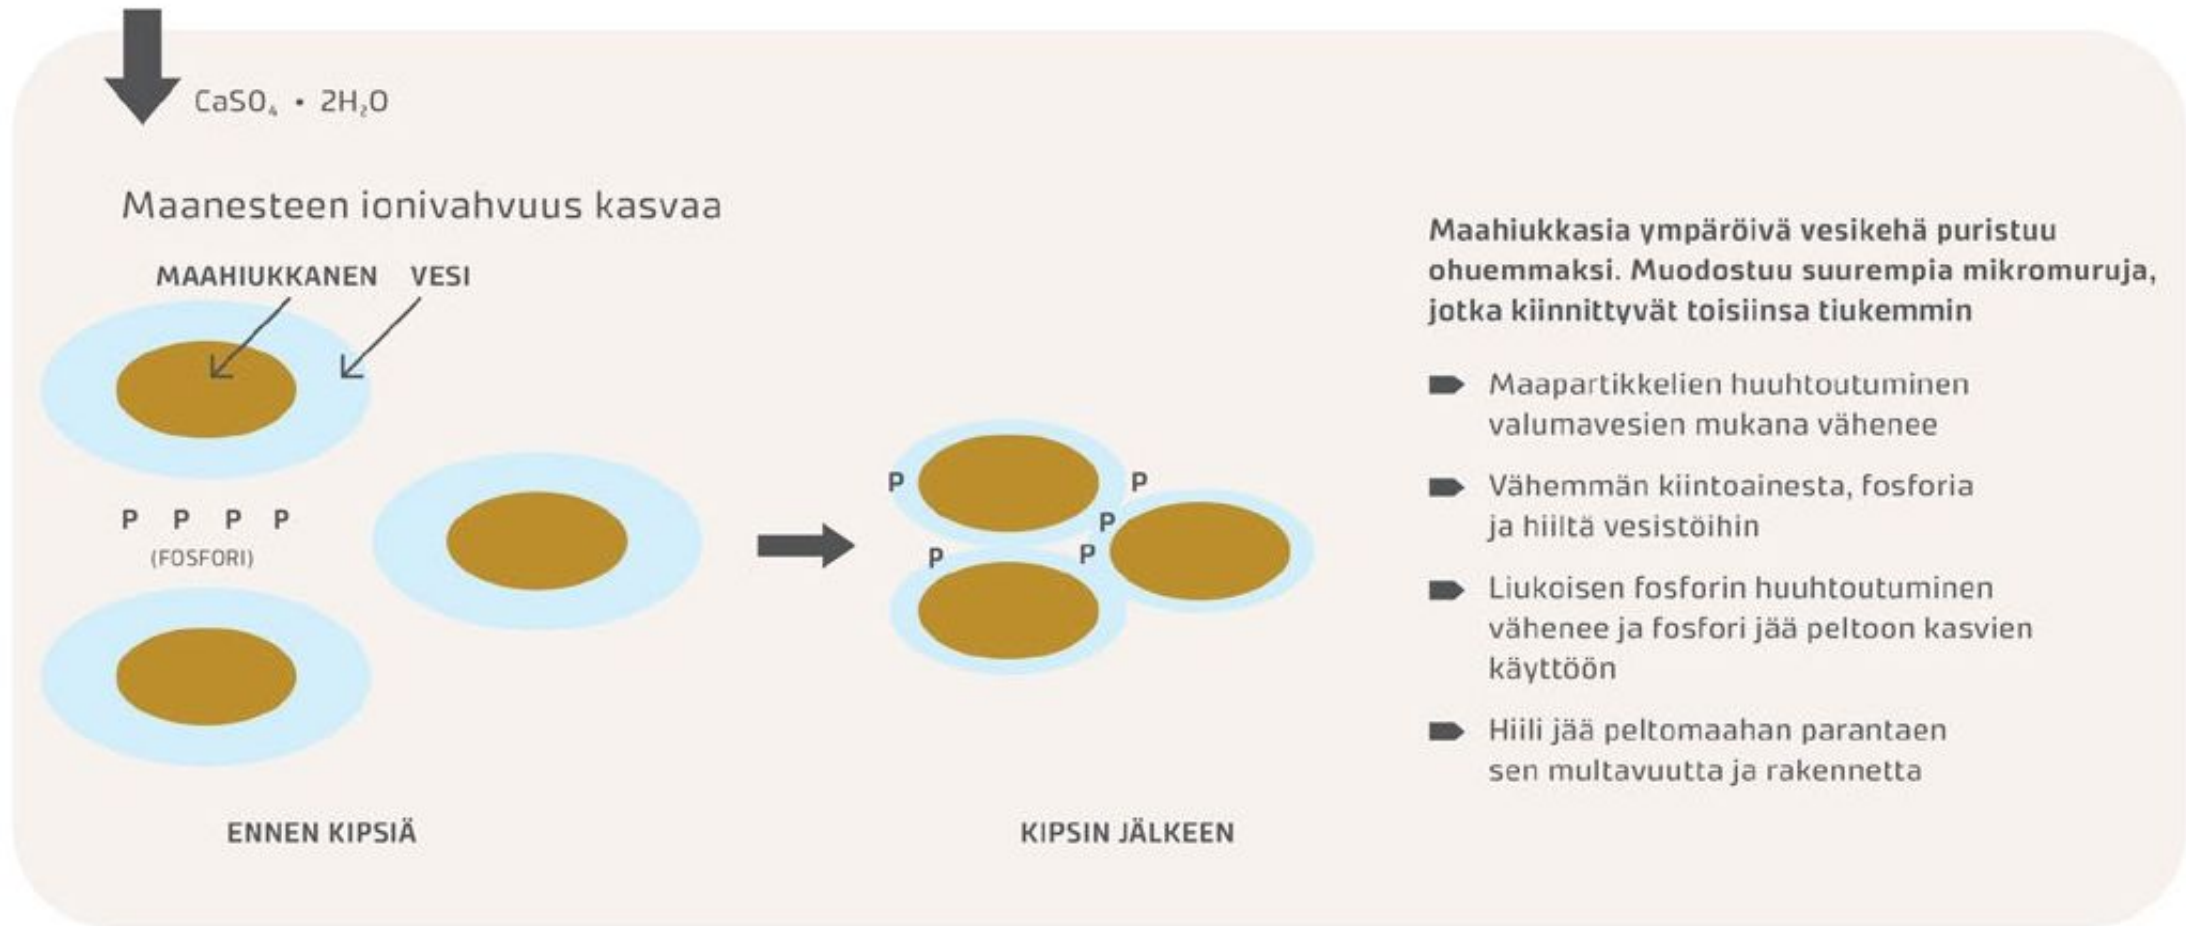 CaSO₄ • 2H₂O
Maanesteen ionivahvuus kasvaa
MAAHIUKKANEN VESI
P P P P
(FOSFORI)
ENNEN KIPSIÄ
P P
P
P P
KIPSIN JÄLKEEN
Maahiukkasia ympäröivä vesikehä puristuu
ohuemmaksi. Muodostuu suurempia mikromuruja,
jotka kiinnittyvät toisiinsa tiukemmin
Maapartikkelien huuhtoutuminen
valumavesien mukana vähenee
Vähemmän kiintoainesta, fosforia
ja hiiltä vesistöihin
Liukoisen fosforin huuhtoutuminen
vähenee ja fosfori jää peltoon kasvien
käyttöön
Hiili jää peltomaahan parantaen
sen multavuutta ja rakennetta